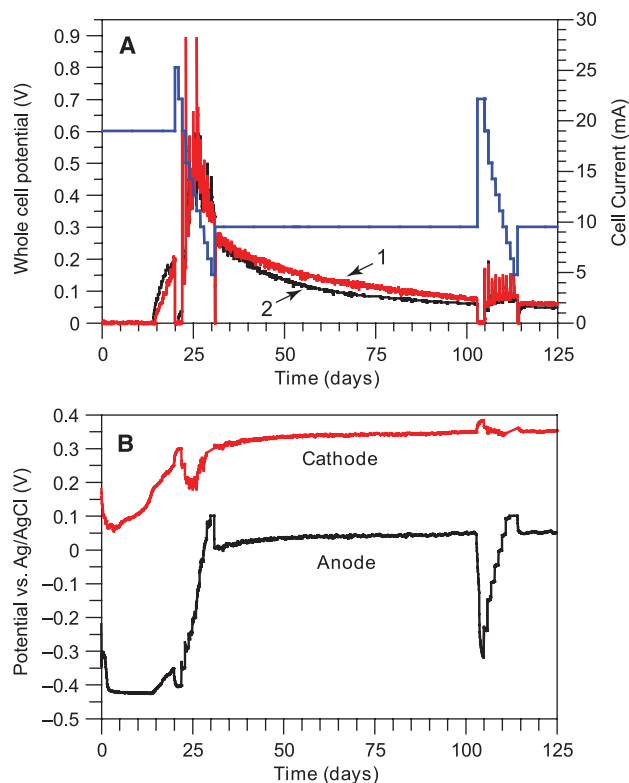 A
Whole cell potential (V)
0.9
0.8
0.7
0.6
0.5
0.4
0.3
0.2
0.1
0
30
25
20
15
10
5
0
Cell Current (mA)
1
2
0 25 50 75 100 125
Time (days)
B
Potential vs. Ag/AgCl (V)
0.4
0.3
0.2
0.1
0
–0.1
–0.2
–0.3
–0.4
–0.5
Cathode
Anode
0 25 50 75 100 125
Time (days)